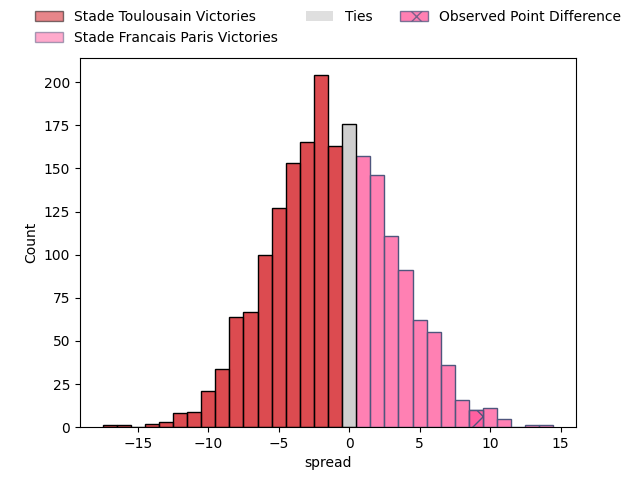 Stade Toulousain Victories
Stade Francais Paris Victories
Ties
Observed Point Difference
200
175
150
125
100
75
50
25
0
Count
−15
−10
−5
0
5
10
15
spread